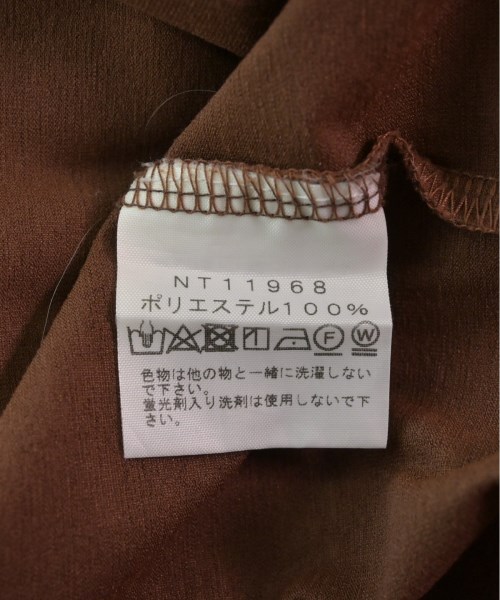 NT11968
ポリエステル100%
F W
色物は他の物と一緒に洗濯しない
で下さい。
蛍光剤入り洗剤は使用しないで下
さい。